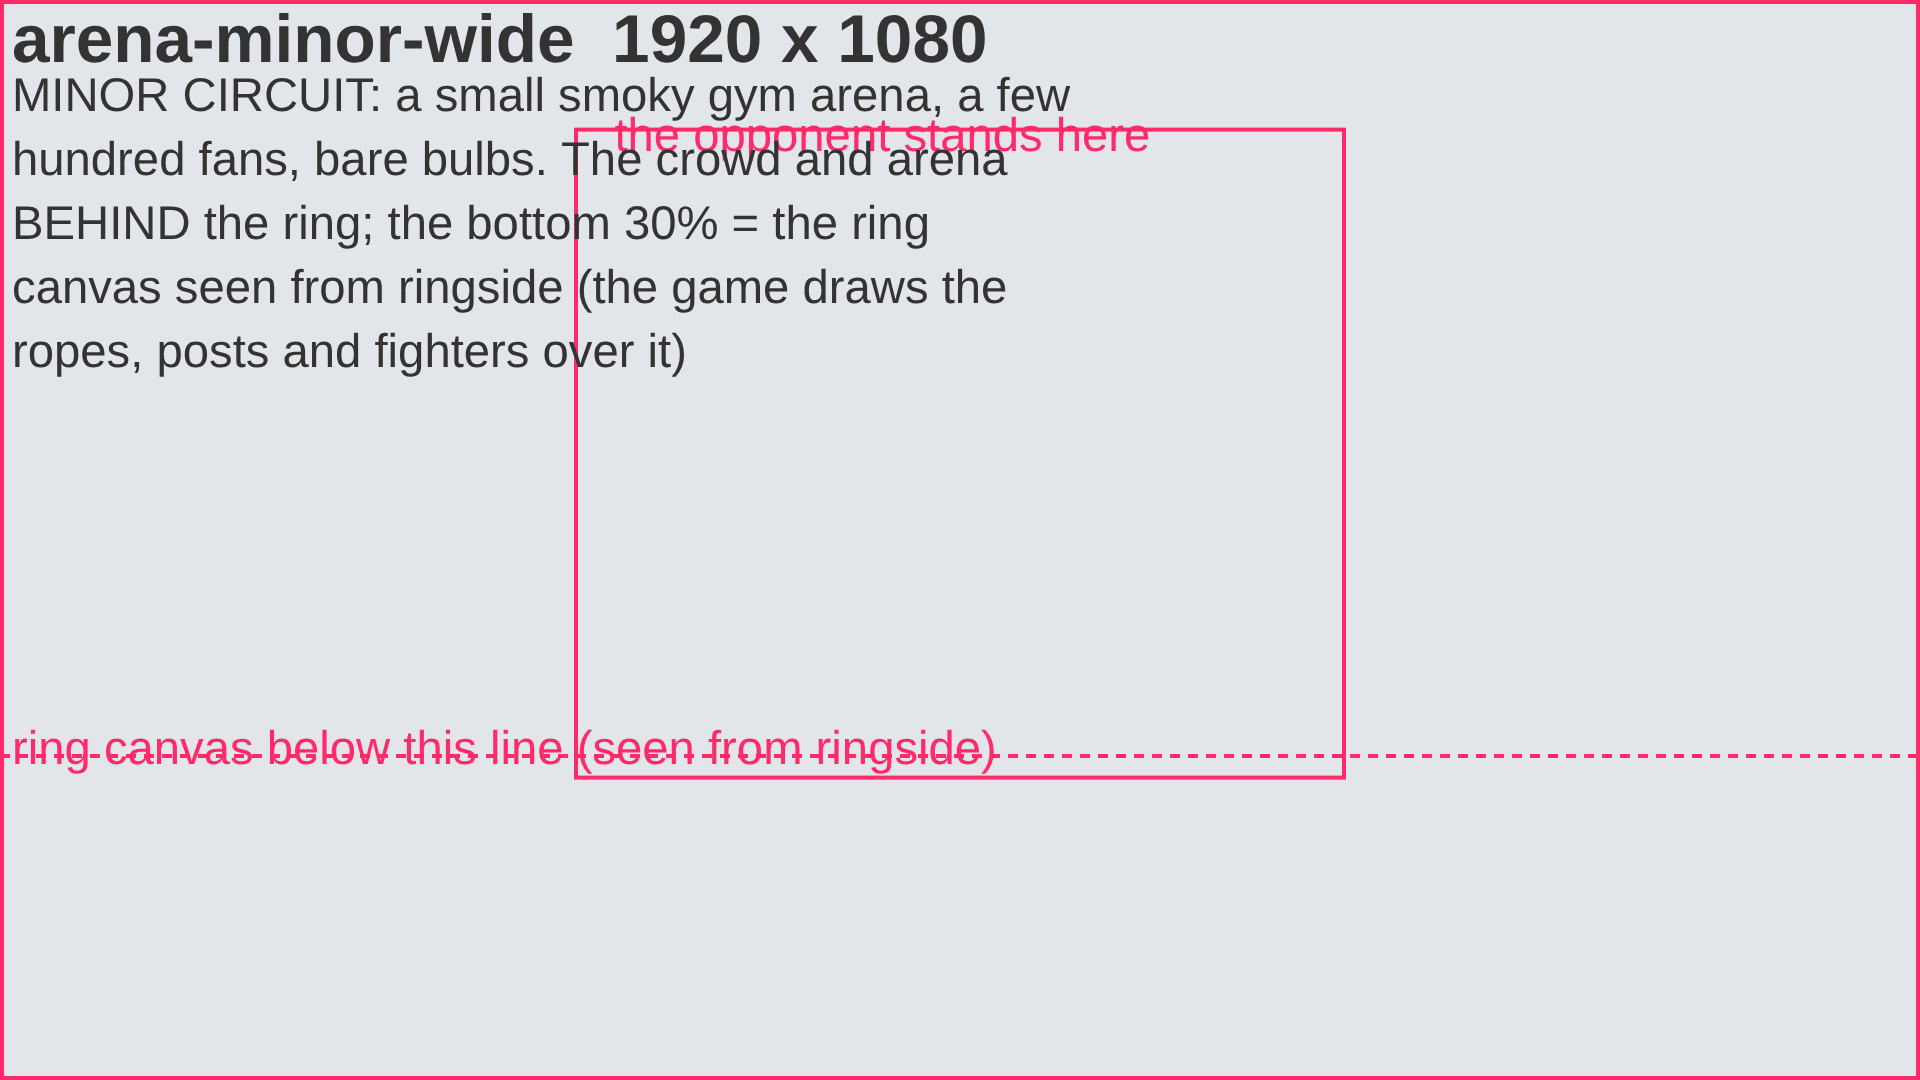 arena-minor-wide 1920 x 1080
MINOR CIRCUIT: a small smoky gym arena, a few
the opponent stands here
hundred fans, bare bulbs. The crowd and arena
BEHIND the ring; the bottom 30% = the ring
canvas seen from ringside (the game draws the
ropes, posts and fighters over it)
ring canvas below this line (seen from ringside)